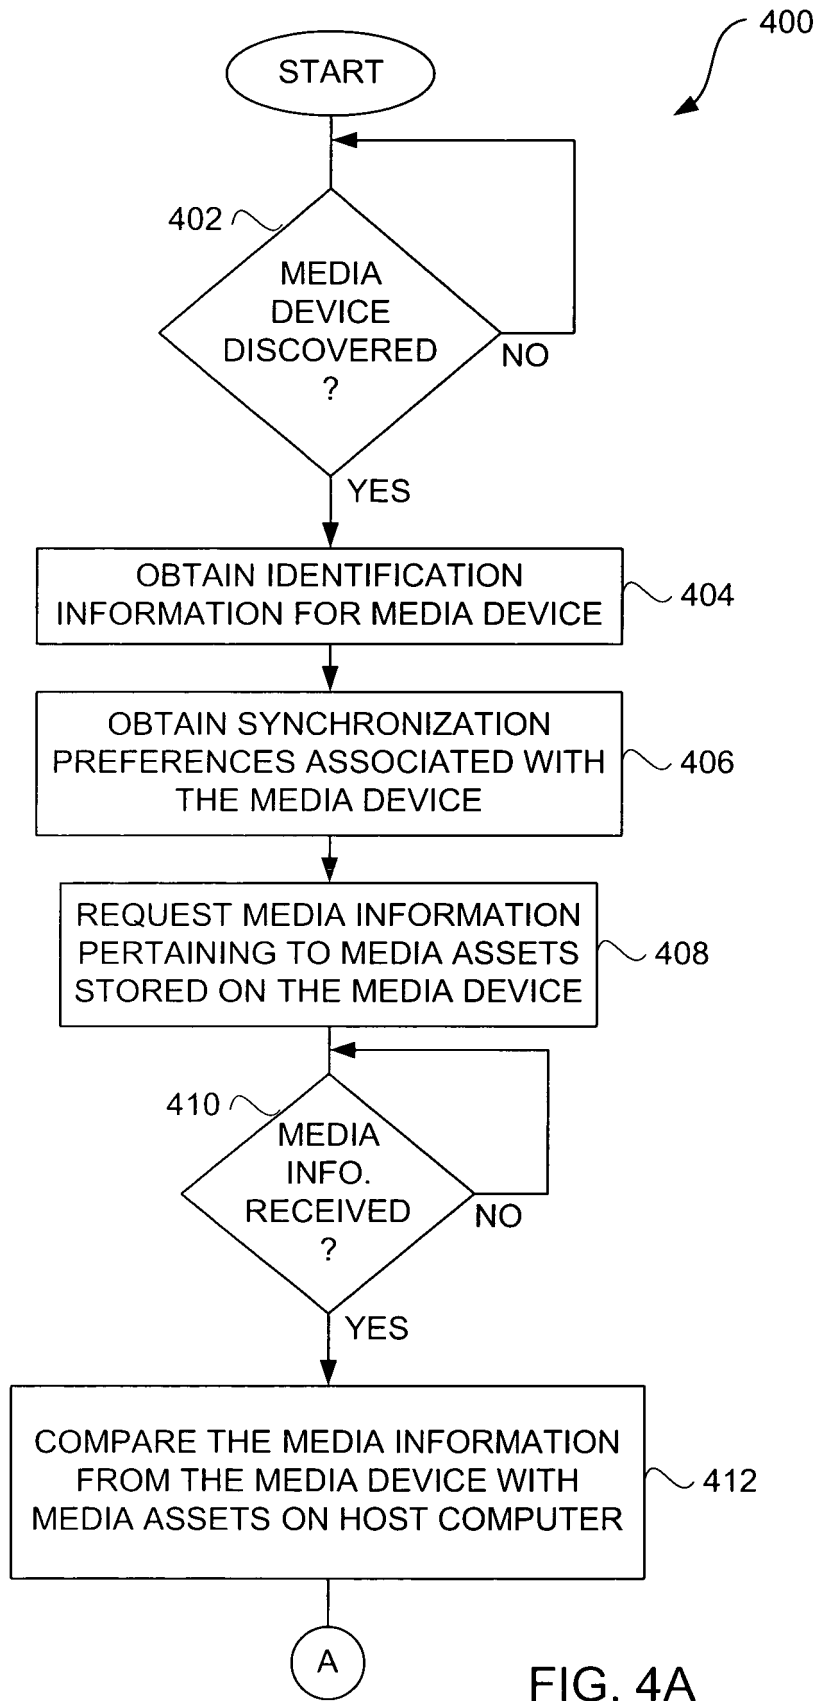 400
START
402
MEDIA
DEVICE
DISCOVERED
?
NO
YES
OBTAIN IDENTIFICATION
INFORMATION FOR MEDIA DEVICE
404
OBTAIN SYNCHRONIZATION
PREFERENCES ASSOCIATED WITH
THE MEDIA DEVICE
406
REQUEST MEDIA INFORMATION
PERTAINING TO MEDIA ASSETS
STORED ON THE MEDIA DEVICE
408
410
MEDIA
INFO.
RECEIVED
?
NO
YES
COMPARE THE MEDIA INFORMATION
FROM THE MEDIA DEVICE WITH
MEDIA ASSETS ON HOST COMPUTER
412
A
FIG. 4A